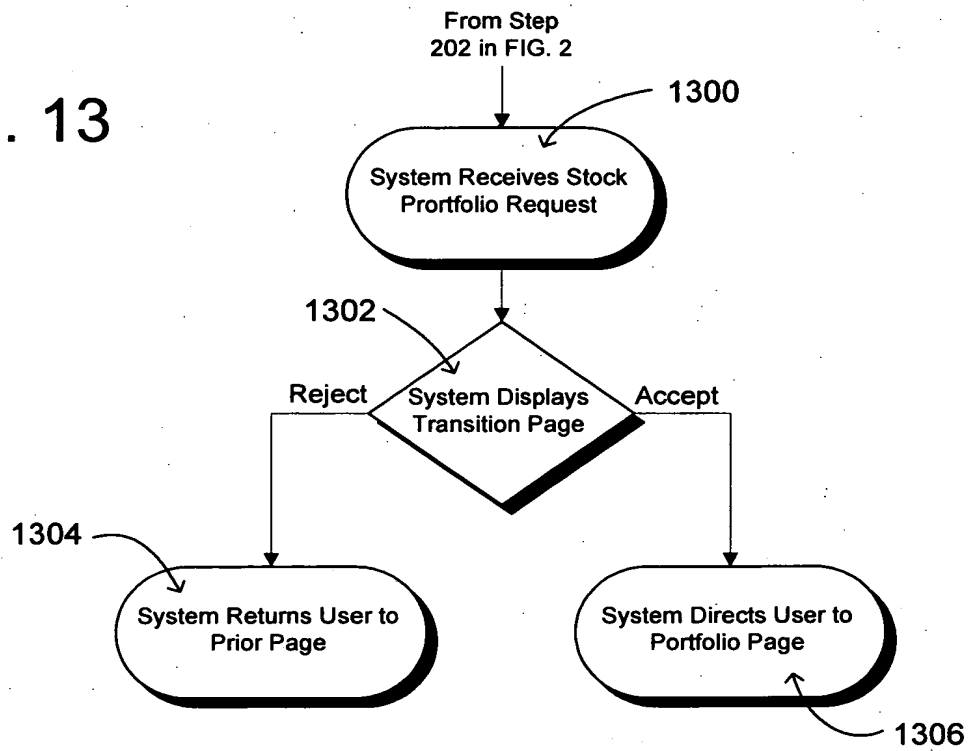 From Step
202 in FIG. 2
. 13
1300
System Receives Stock
Prortfolio Request
1302
Reject
System Displays
Transition Page
Accept
1304
System Returns User to
Prior Page
System Directs User to
Portfolio Page
1306